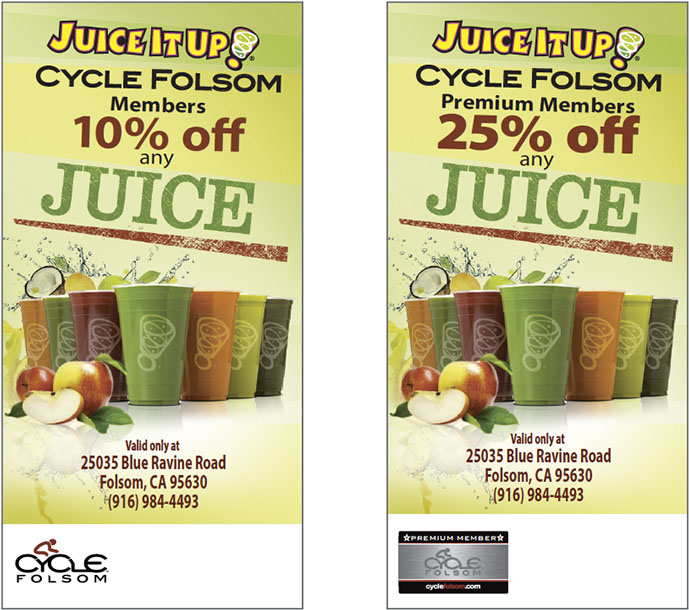 JUICE IT UP!®
CYCLE FOLSOM
Members
10% off
any
JUICE
Valid only at
25035 Blue Ravine Road
Folsom, CA 95630
(916) 984-4493
CYCLE
FOLSOM
JUICE IT UP!®
CYCLE FOLSOM
Premium Members
25% off
any
JUICE
Valid only at
25035 Blue Ravine Road
Folsom, CA 95630
(916) 984-4493
★PREMIUM MEMBER★
CYCLE
FOLSOM
cyclefolsom.com